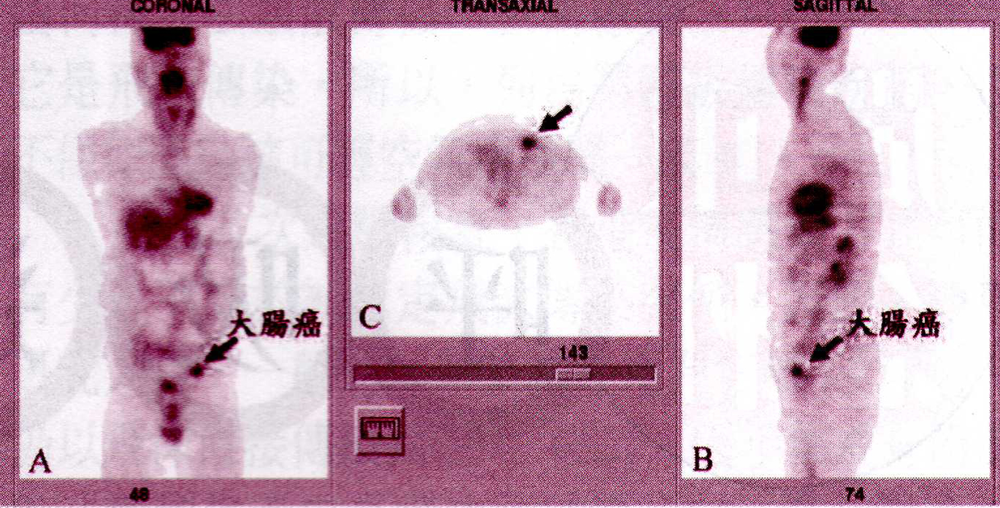 CORONAL
TRANSAXIAL
SAGITTAL
大腸癌
A
48
C
143
大腸癌
B
74